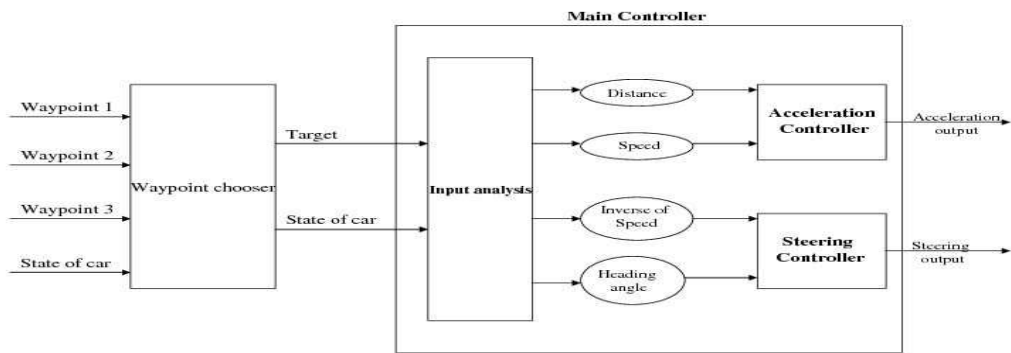 Main Controller
Waypoint 1
Waypoint 2
Waypoint 3
State of car
Waypoint chooser
Target
State of car
Input analysis
Distance
Speed
Inverse of
Speed
Heading
angle
Acceleration
Controller
Steering
Controller
Acceleration
output
Steering
output